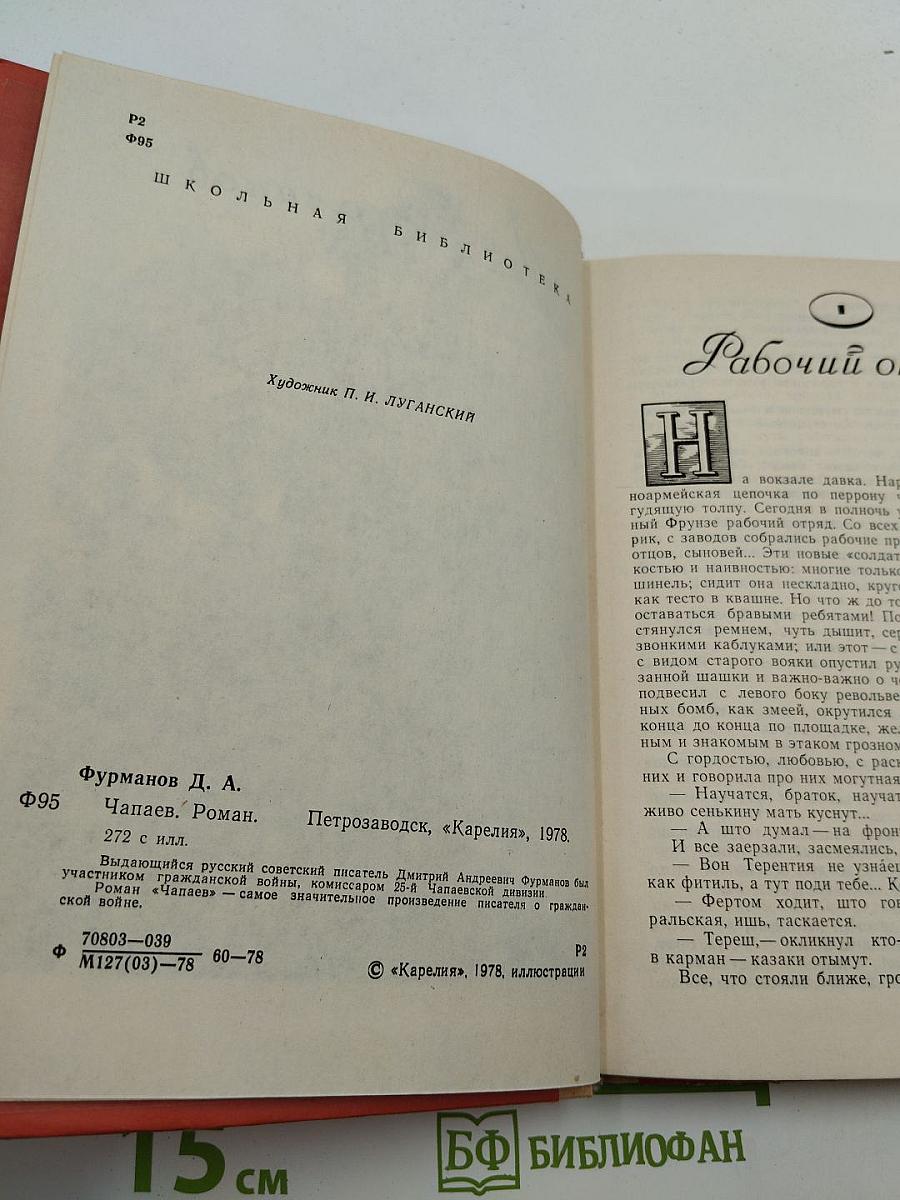 Р2
Ф95
ШКОЛЬНАЯ БИБЛИОТЕКА
Художник П. И. ЛУГАНСКИЙ
Фурманов Д. А.
Ф95 Чапаев. Роман. Петрозаводск, «Карелия», 1978.
272 с илл.
Выдающийся русский советский писатель Дмитрий Андреевич Фурманов был
участником гражданской войны, комиссаром 25-й Чапаевской дивизии
Роман «Чапаев» — самое значительное произведение писателя о граждан-
ской войне.
Ф 70803—039
М127(03)—78 60—78
Р2
© «Карелия», 1978, иллюстрации
Рабочий
На вокзале давка.
ноармейская цепочка по перрону
гудящую толпу. Сегодня в полночь
ный Фрунзе рабочий отряд. Со всех
рик, с заводов собрались рабочие
отцов, сыновей... Эти новые
костью и наивностью: многие только
шинель; сидит она нескладно,
как тесто в квашне. Но что ж до
оставаться бравыми ребятами!
стянулся ремнем, чуть дышит,
звонкими каблуками; или этот — с
с видом старого вояки опустил
занной шашки и важно-важно о
подвесил с левого боку
ных бомб, как змеей, окрутился
конца до конца по площадке,
ным и знакомым в этаком грозном
С гордостью, любовью, с
них и говорила про них могутная
— Научатся, браток,
живо сенькину мать куснут...
— А што думал — на
И все заерзали, засмеялись,
— Вон Терентия не узнáешь
как фитиль, а тут поди тебе...
— Фертом ходит, што
ральская, ишь, таскается.
— Тереш,— окликнул
в карман — казаки отымут.
Все, что стояли ближе,
15 см
БФ БИБЛИОФАН